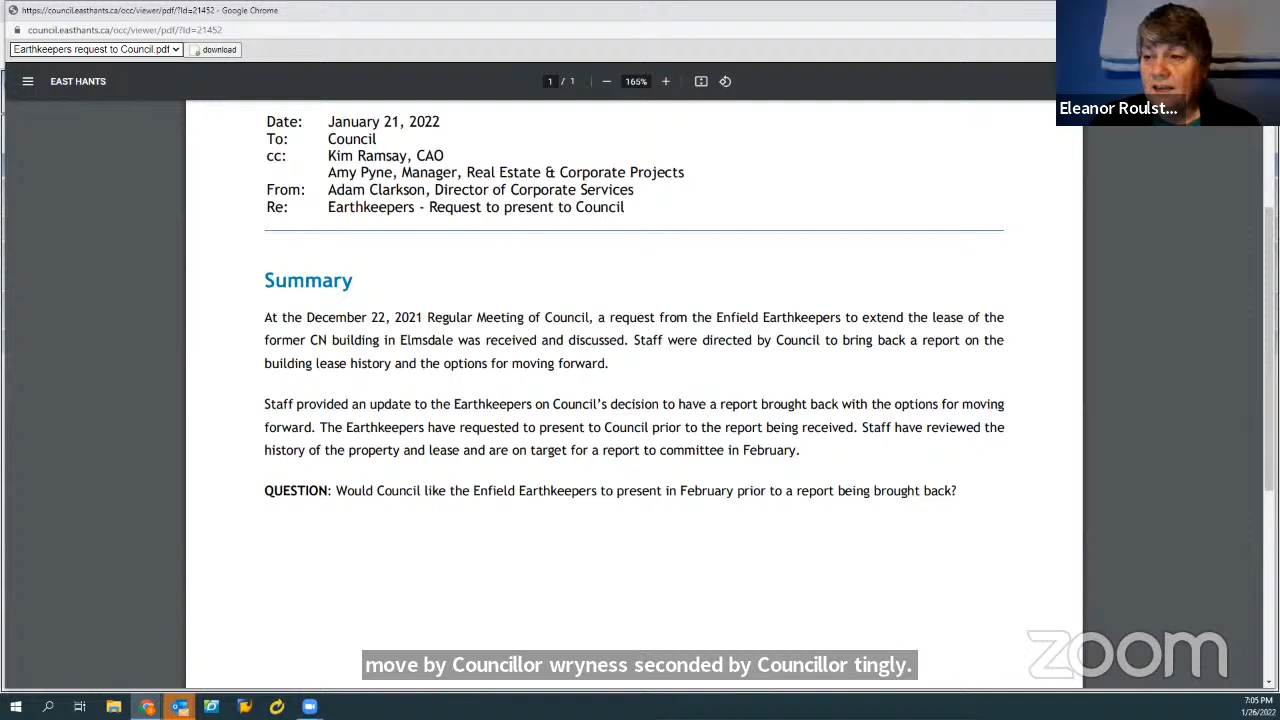 https://council.easthants.ca/occ/viewer/pdf/?Id=21452 - Google Chrome
council.easthants.ca/occ/viewer/pdf/?Id=21452
Earthkeepers request to Council.pdf download
EAST HANTS 1 / 1 165%
Eleanor Roulst...
Date: January 21, 2022
To: Council
cc: Kim Ramsay, CAO
Amy Pyne, Manager, Real Estate & Corporate Projects
From: Adam Clarkson, Director of Corporate Services
Re: Earthkeepers - Request to present to Council
Summary
At the December 22, 2021 Regular Meeting of Council, a request from the Enfield Earthkeepers to extend the lease of the
former CN building in Elmsdale was received and discussed. Staff were directed by Council to bring back a report on the
building lease history and the options for moving forward.
Staff provided an update to the Earthkeepers on Council's decision to have a report brought back with the options for moving
forward. The Earthkeepers have requested to present to Council prior to the report being received. Staff have reviewed the
history of the property and lease and are on target for a report to committee in February.
QUESTION: Would Council like the Enfield Earthkeepers to present in February prior to a report being brought back?
move by Councillor wryness seconded by Councillor tingly.
zoom
7:05 PM
1/26/2022